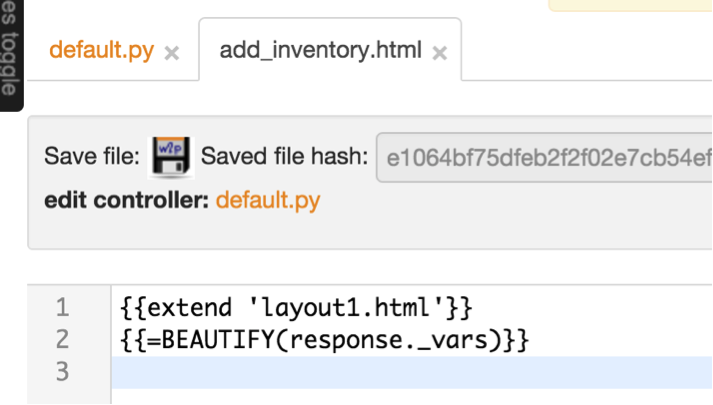 es toggle
default.py × add_inventory.html ×
Save file: w2p Saved file hash: e1064bf75dfeb2f2f02e7cb54ef
edit controller: default.py
1 {{extend 'layout1.html'}}
2 {{=BEAUTIFY(response._vars)}}
3